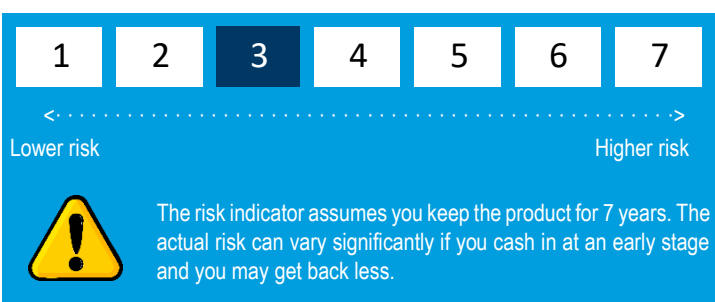 1 2 3 4 5 6 7
Lower risk Higher risk
The risk indicator assumes you keep the product for 7 years. The
actual risk can vary significantly if you cash in at an early stage
and you may get back less.